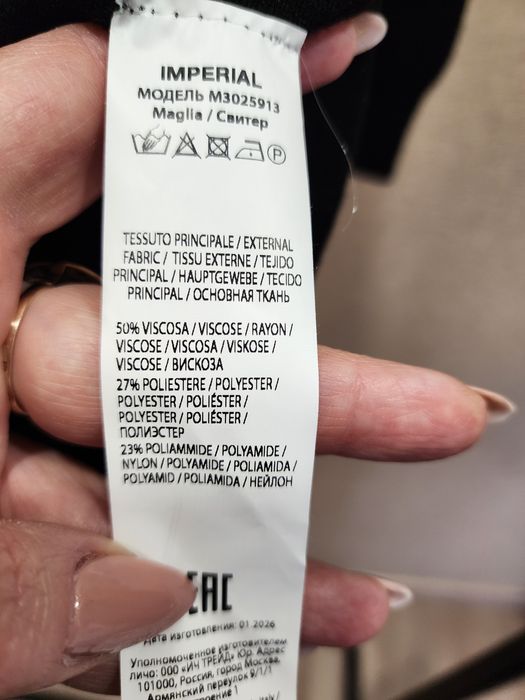 IMPERIAL
МОДЕЛЬ M3025913
Maglia / Свитер
P
TESSUTO PRINCIPALE / EXTERNAL
FABRIC / TISSU EXTERNE / TEJIDO
PRINCIPAL / HAUPTGEWEBE / TECIDO
PRINCIPAL / ОСНОВНАЯ ТКАНЬ
50% VISCOSA / VISCOSE / RAYON /
VISCOSE / VISCOSA / VISKOSE /
VISCOSE / ВИСКОЗА
27% POLIESTERE / POLYESTER /
POLYESTER / POLIÉSTER /
POLYESTER / POLIÉSTER /
ПОЛИЭСТЕР
23% POLIAMMIDE / POLYAMIDE /
NYLON / POLYAMIDE / POLIAMIDA /
POLYAMID / POLIAMIDA / НЕЙЛОН
EAC
Дата изготовления: 01.2026
Уполномоченное изготовителем
лицо: ООО «ИЧ ТРЕЙД» Юр. Адрес
101000, Россия, город Москва,
Армянский переулок 9/1/1